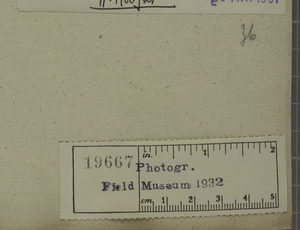 36
19667
in. 1 2
Photogr.
Field Museum 1932
cm. 1 2 3 4 5